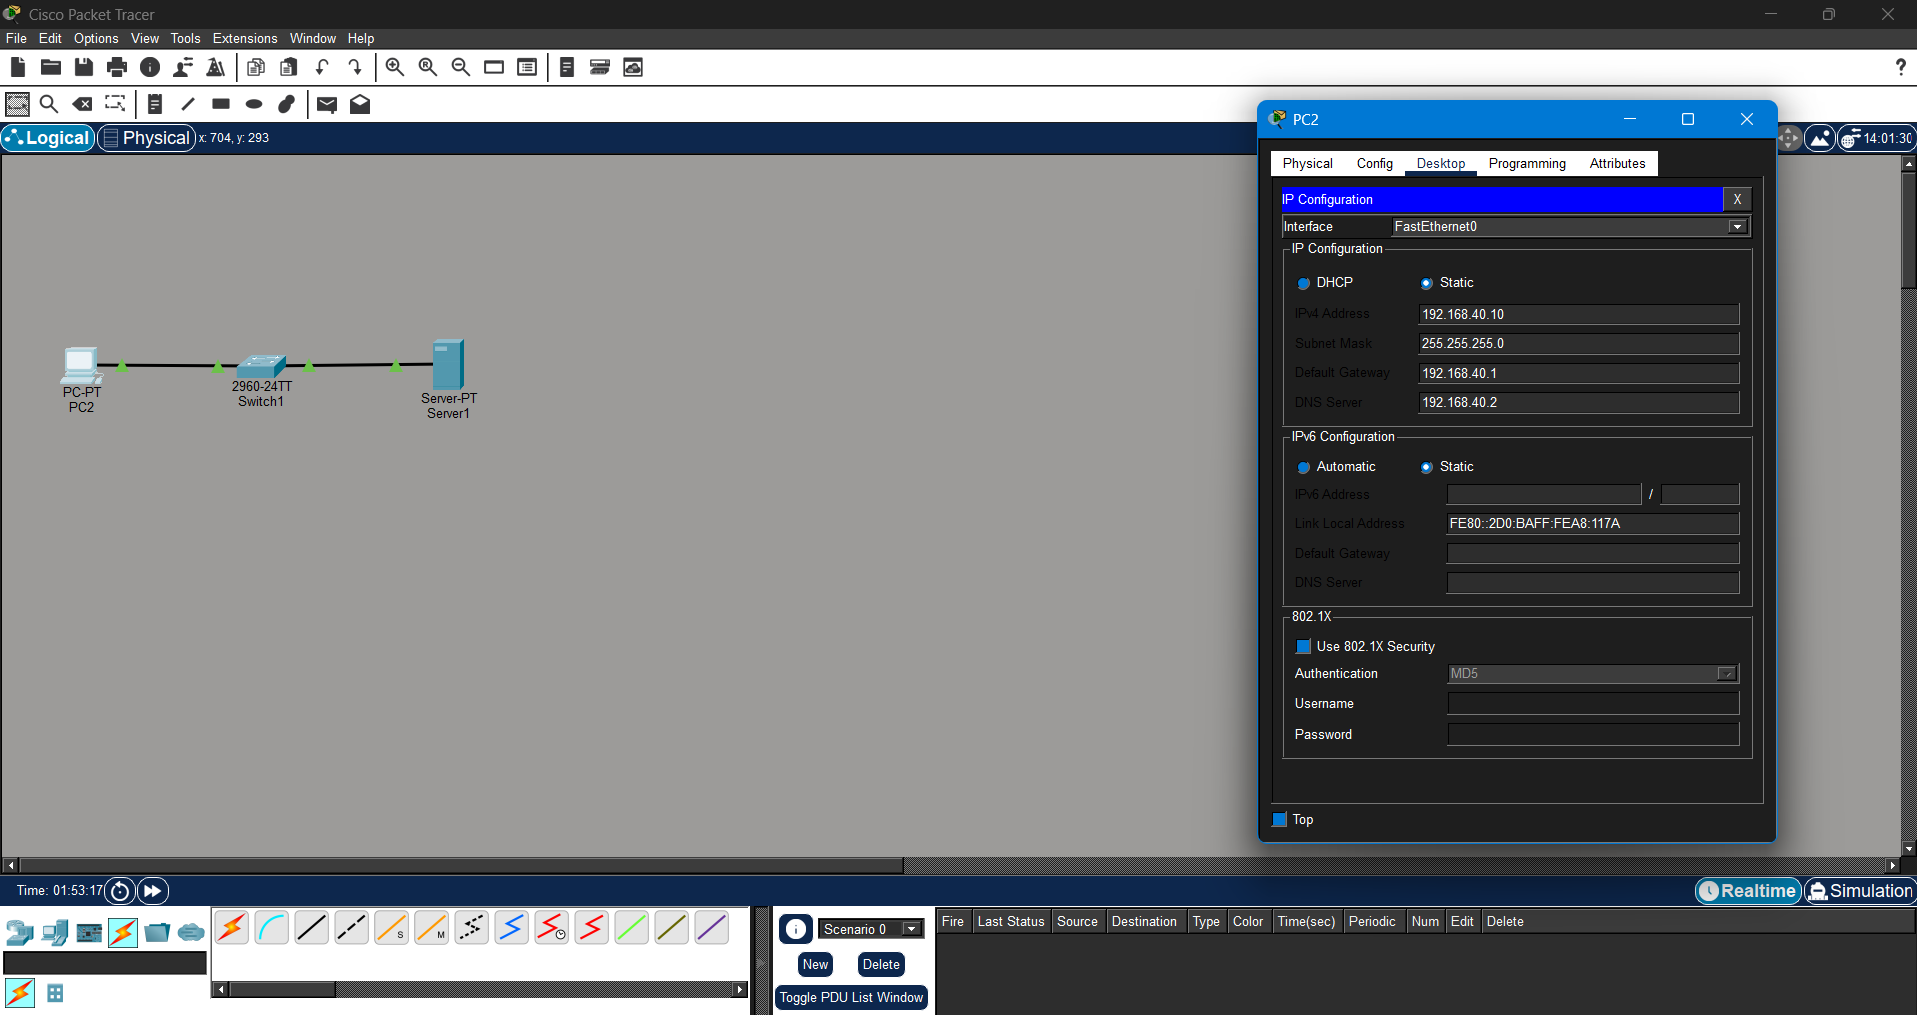 Cisco Packet Tracer
File Edit Options View Tools Extensions Window Help
?
Logical Physical x: 704, y: 293
14:01:30
PC-PT
PC2
2960-24TT
Switch1
Server-PT
Server1
PC2
Physical Config Desktop Programming Attributes
IP Configuration X
Interface FastEthernet0
IP Configuration
DHCP Static
IPv4 Address 192.168.40.10
Subnet Mask 255.255.255.0
Default Gateway 192.168.40.1
DNS Server 192.168.40.2
IPv6 Configuration
Automatic Static
IPv6 Address /
Link Local Address FE80::2D0:BAFF:FEA8:117A
Default Gateway
DNS Server
802.1X
Use 802.1X Security
Authentication MD5
Username
Password
Top
Time: 01:53:17
Realtime Simulation
S M
Scenario 0
New Delete
Toggle PDU List Window
Fire Last Status Source Destination Type Color Time(sec) Periodic Num Edit Delete